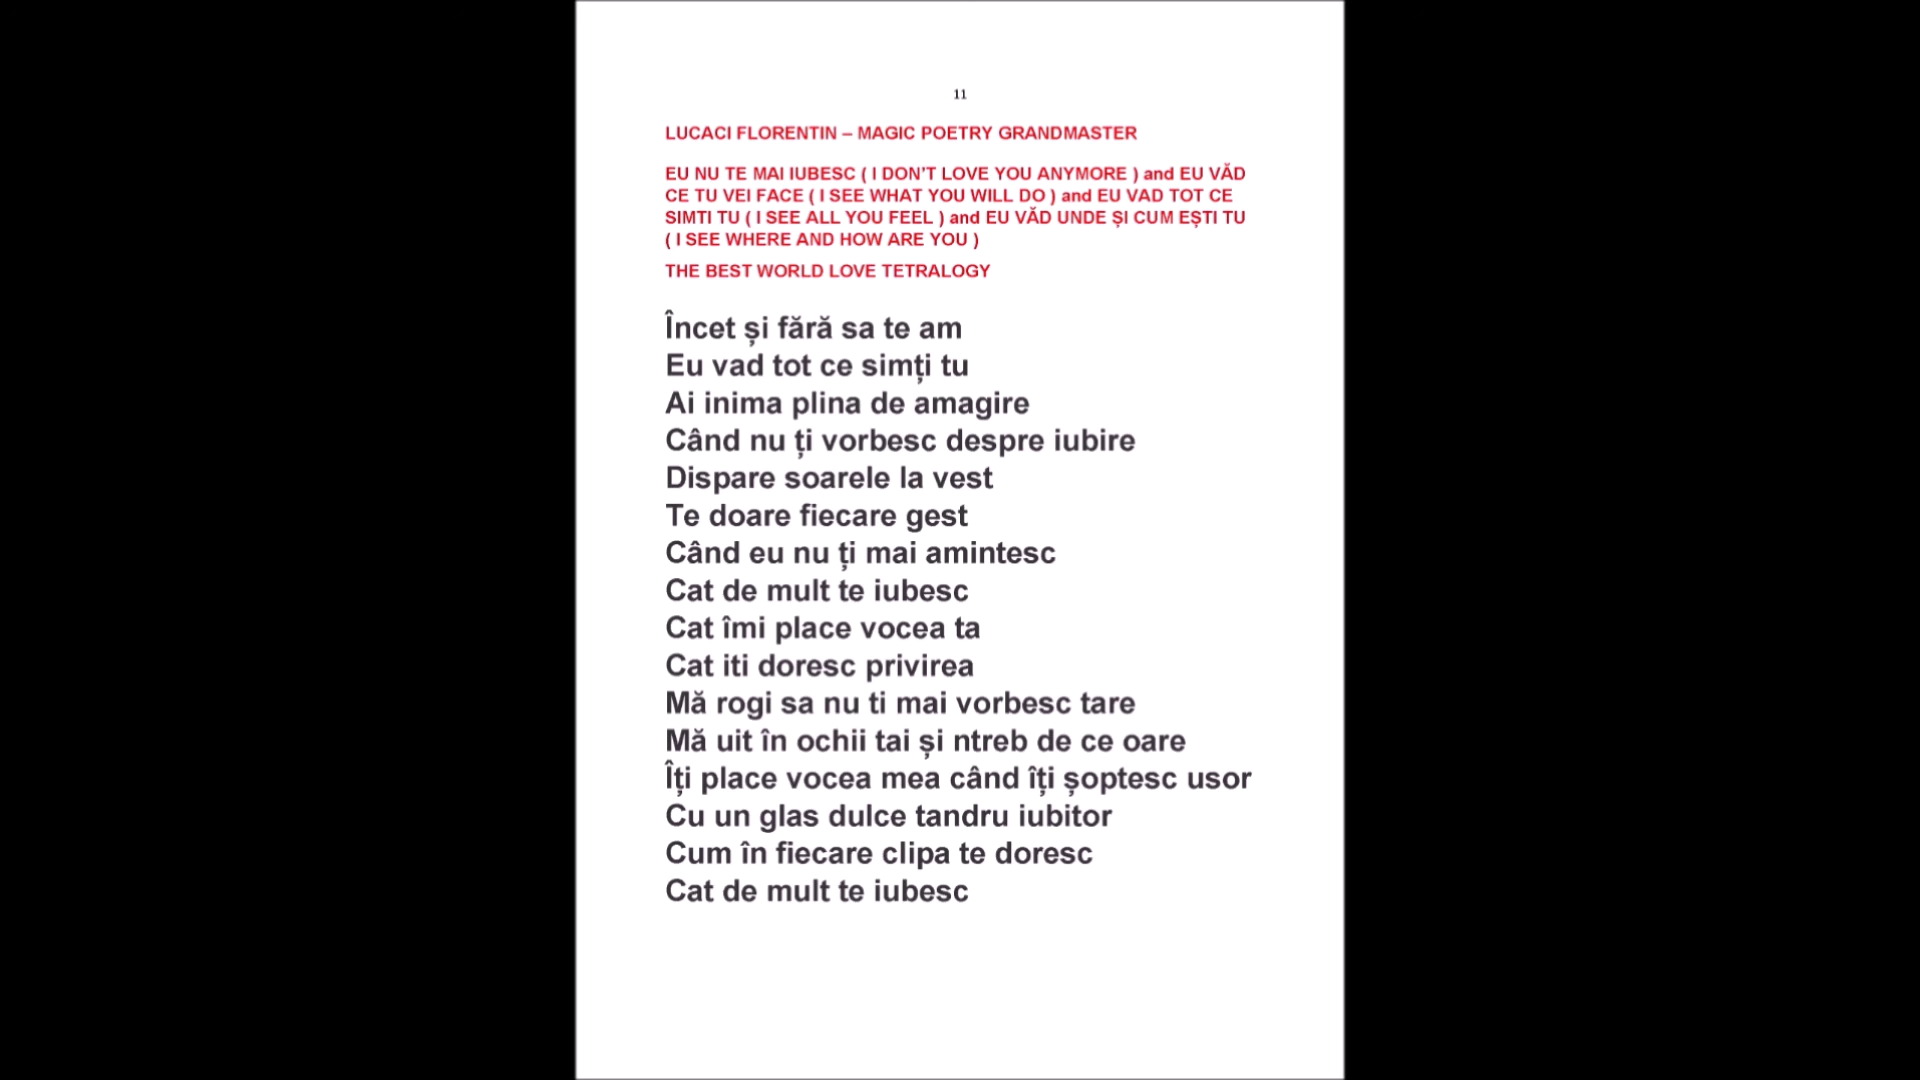 11
LUCACI FLORENTIN – MAGIC POETRY GRANDMASTER
EU NU TE MAI IUBESC ( I DON'T LOVE YOU ANYMORE ) and EU VĂD
CE TU VEI FACE ( I SEE WHAT YOU WILL DO ) and EU VAD TOT CE
SIMTI TU ( I SEE ALL YOU FEEL ) and EU VĂD UNDE ȘI CUM EȘTI TU
( I SEE WHERE AND HOW ARE YOU )
THE BEST WORLD LOVE TETRALOGY
Încet și fără sa te am
Eu vad tot ce simți tu
Ai inima plina de amagire
Când nu ți vorbesc despre iubire
Dispare soarele la vest
Te doare fiecare gest
Când eu nu ți mai amintesc
Cat de mult te iubesc
Cat îmi place vocea ta
Cat iti doresc privirea
Mă rogi sa nu ti mai vorbesc tare
Mă uit în ochii tai și ntreb de ce oare
Îți place vocea mea când îți șoptesc usor
Cu un glas dulce tandru iubitor
Cum în fiecare clipa te doresc
Cat de mult te iubesc